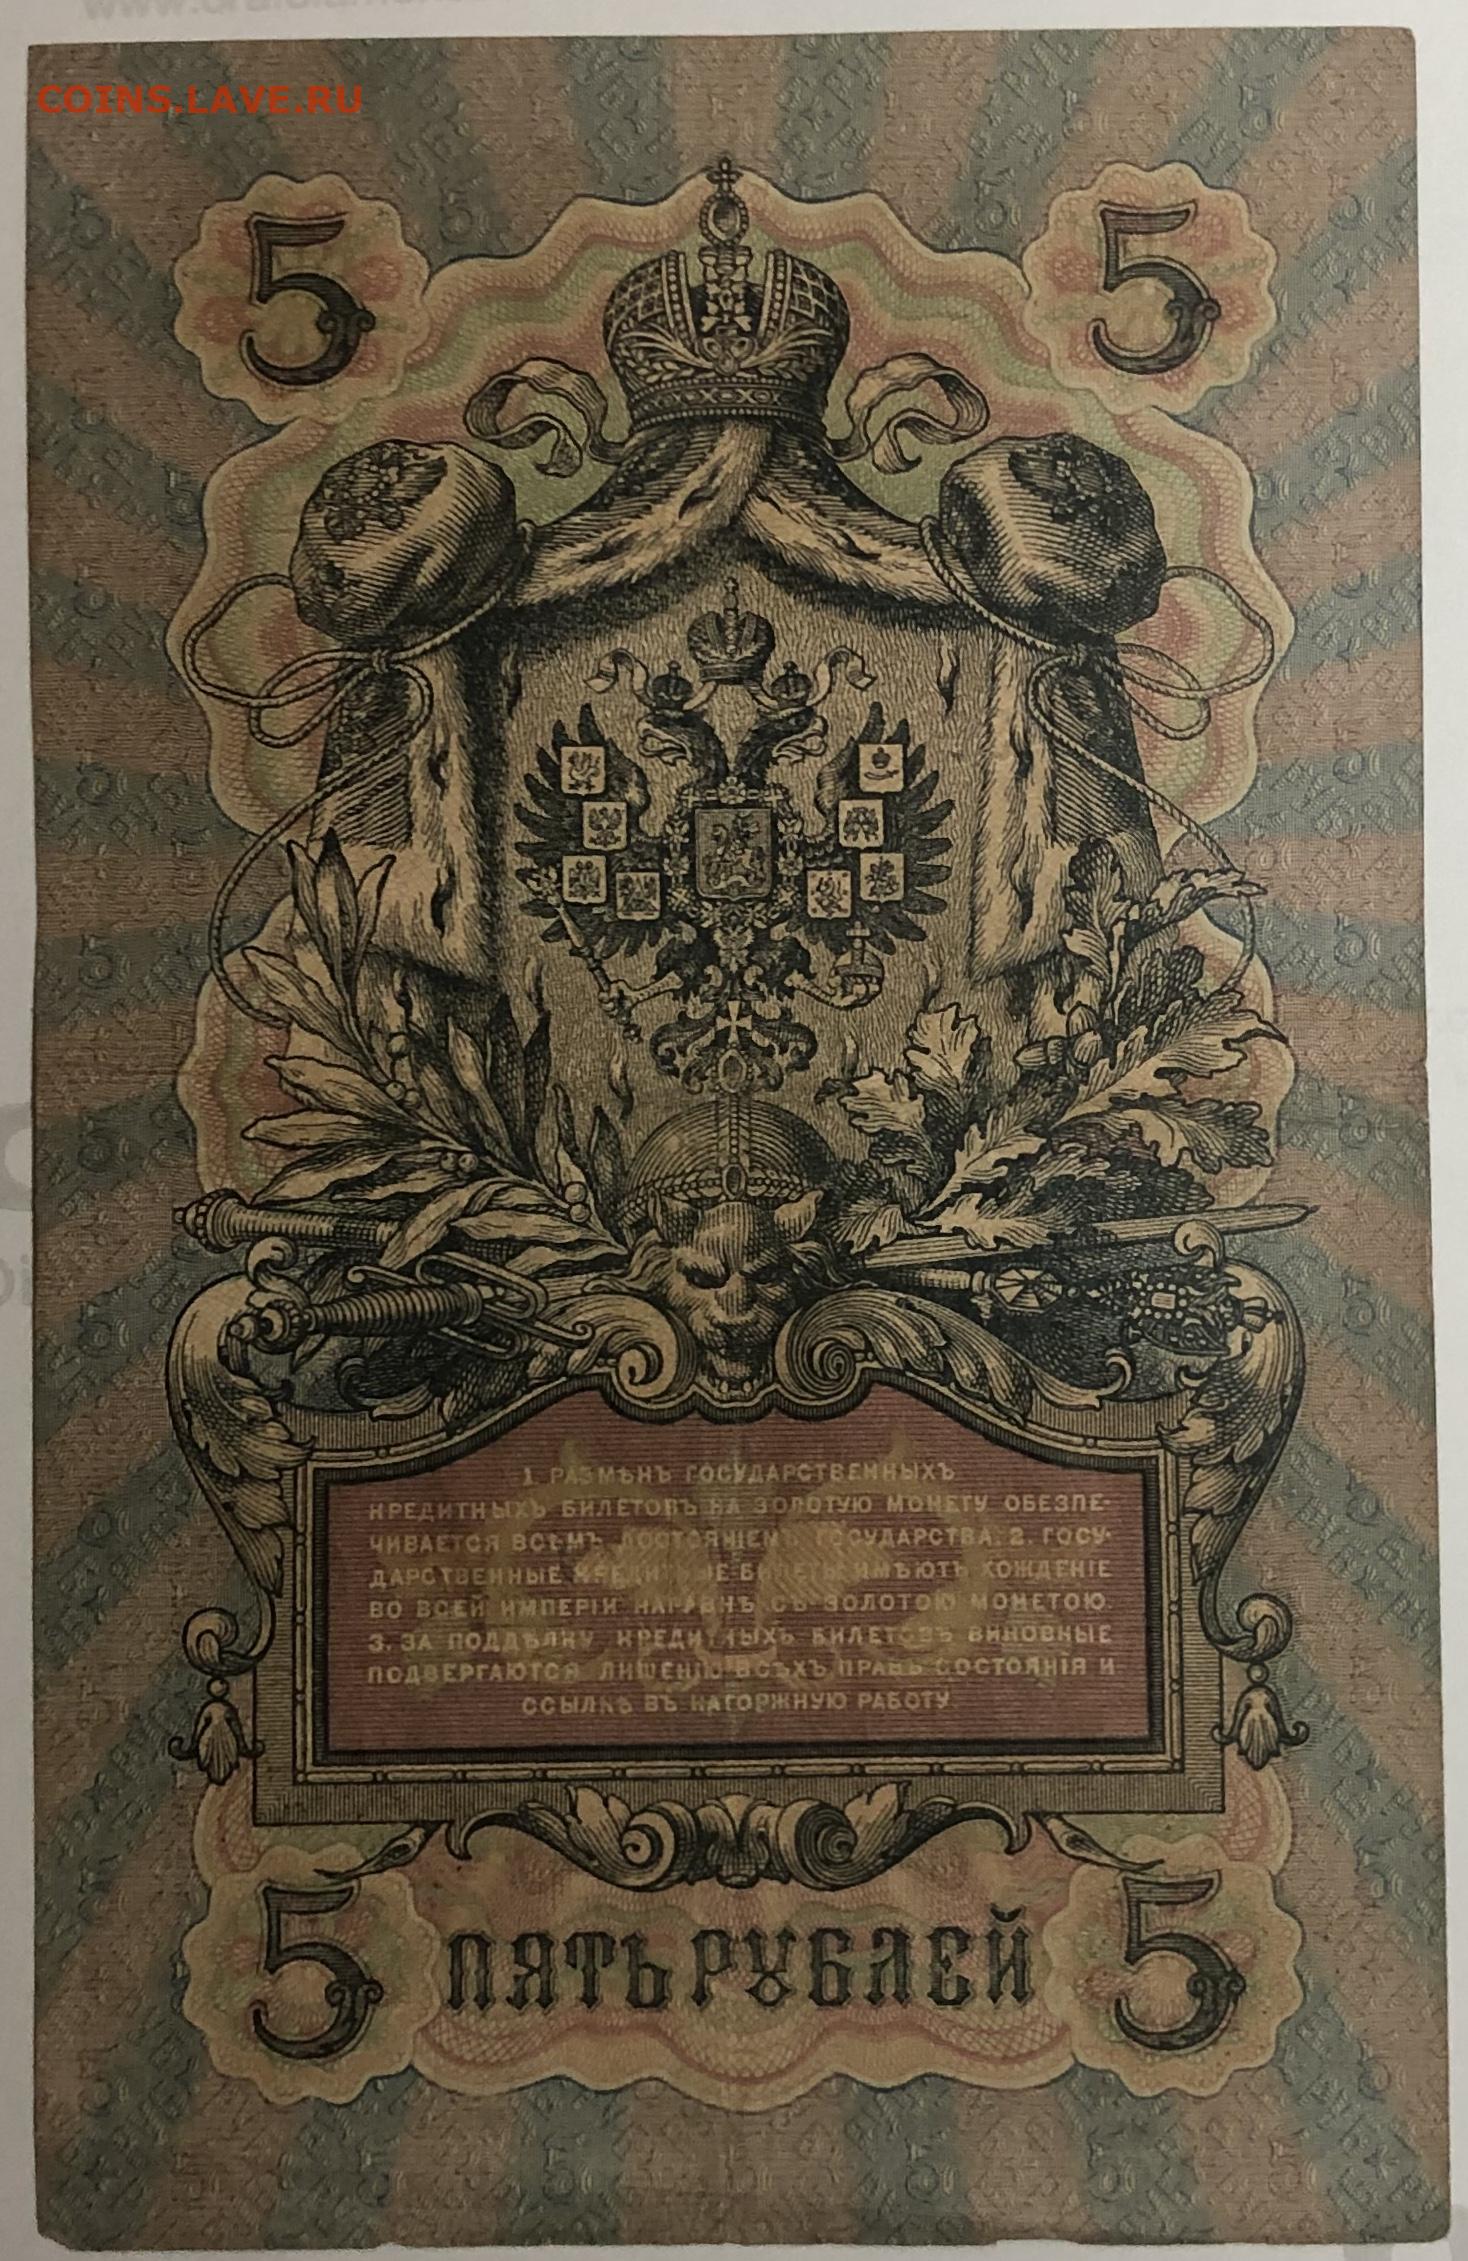 www.
COINS.LAVE.RU
5 5
1. РАЗМѢНЪ ГОСУДАРСТВЕННЫХЪ
КРЕДИТНЫХЪ БИЛЕТОВЪ НА ЗОЛОТУЮ МОНЕТУ ОБЕЗПЕ-
ЧИВАЕТСЯ ВСѢМЪ ДОСТОЯНІЕМЪ ГОСУДАРСТВА. 2. ГОСУ-
ДАРСТВЕННЫЕ КРЕДИТНЫЕ БИЛЕТЫ ИМѢЮТЪ ХОЖДЕНІЕ
ВО ВСЕЙ ИМПЕРІИ НАРАВНѢ СЪ ЗОЛОТОЮ МОНЕТОЮ.
3. ЗА ПОДДѢЛКУ КРЕДИТНЫХЪ БИЛЕТОВЪ ВИНОВНЫЕ
ПОДВЕРГАЮТСЯ ЛИШЕНІЮ ВСѢХЪ ПРАВЪ СОСТОЯНІЯ И
ССЫЛКѢ ВЪ КАТОРЖНУЮ РАБОТУ.
5 ПЯТЬ РУБЛЕЙ 5